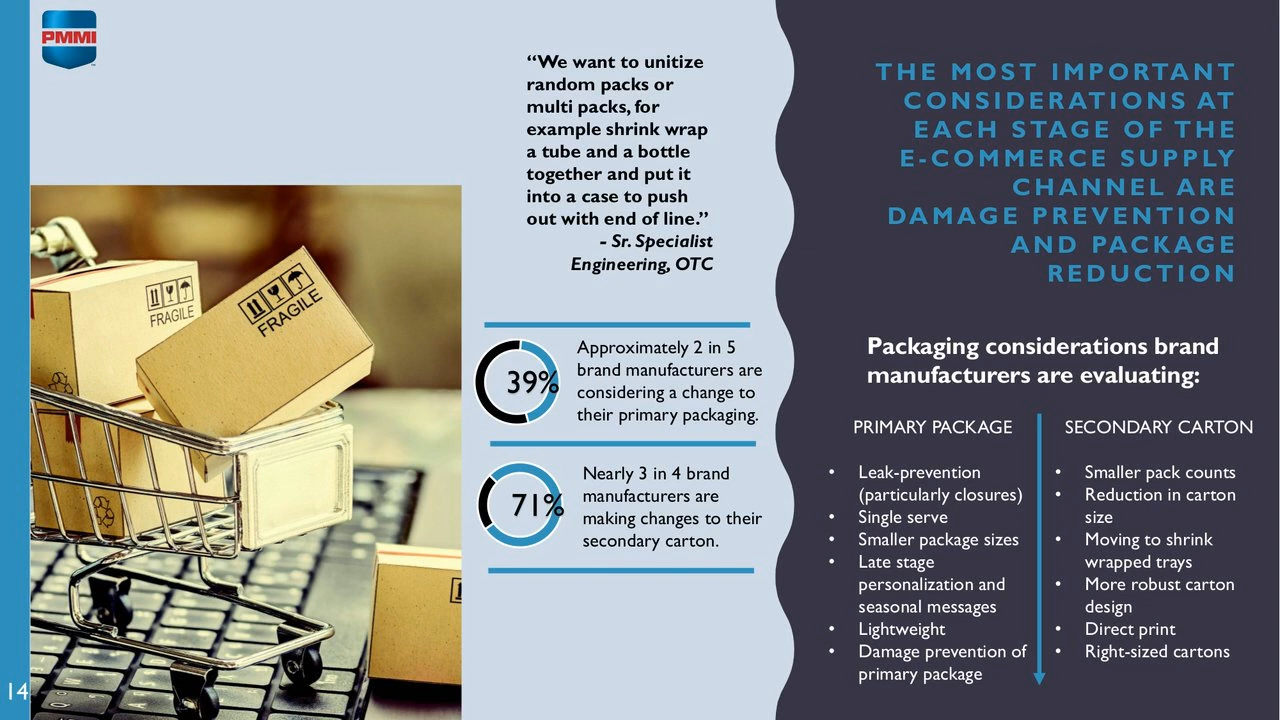 PMMI
“We want to unitize
random packs or
multi packs, for
example shrink wrap
a tube and a bottle
together and put it
into a case to push
out with end of line.”
- Sr. Specialist
Engineering, OTC
FRAGILE
FRAGILE
39%
Approximately 2 in 5
brand manufacturers are
considering a change to
their primary packaging.
71%
Nearly 3 in 4 brand
manufacturers are
making changes to their
secondary carton.
14
THE MOST IMPORTANT
CONSIDERATIONS AT
EACH STAGE OF THE
E-COMMERCE SUPPLY
CHANNEL ARE
DAMAGE PREVENTION
AND PACKAGE
REDUCTION
Packaging considerations brand
manufacturers are evaluating:
PRIMARY PACKAGE
• Leak-prevention
(particularly closures)
• Single serve
• Smaller package sizes
• Late stage
personalization and
seasonal messages
• Lightweight
• Damage prevention of
primary package
SECONDARY CARTON
• Smaller pack counts
• Reduction in carton
size
• Moving to shrink
wrapped trays
• More robust carton
design
• Direct print
• Right-sized cartons